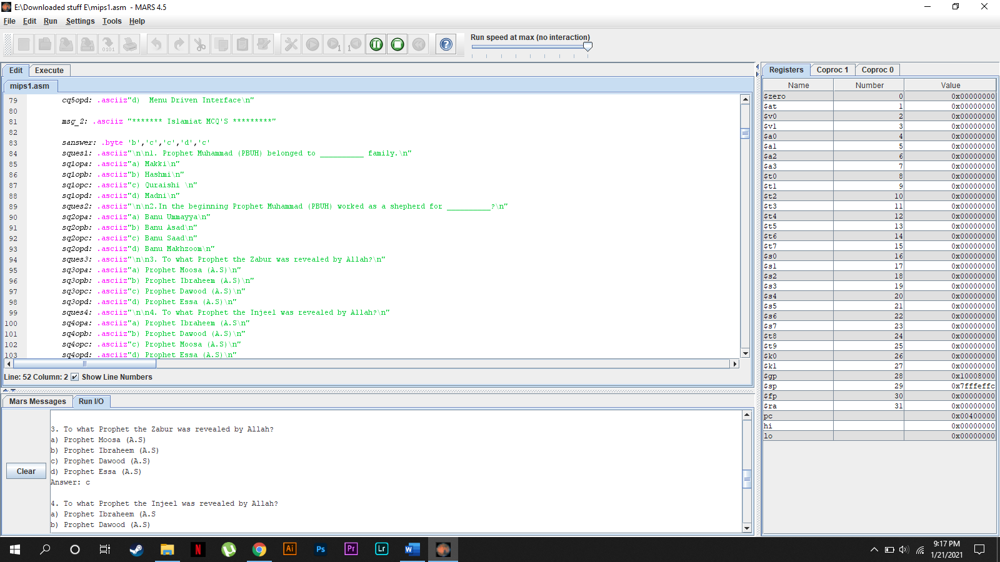 E:\Downloaded stuff E\mips1.asm - MARS 4.5
File Edit Run Settings Tools Help
Run speed at max (no interaction)
Edit Execute
mips1.asm
79 cq5opd: .asciiz"d)  Menu Driven Interface\n"
80
81 msg_2: .asciiz "******* Islamiat MCQ'S *********"
82
83 sanswer: .byte 'b','c','c','d','c'
84 sques1: .asciiz"\n\n1. Prophet Muhammad (PBUH) belonged to __________ family.\n"
85 sq1opa: .asciiz"a) Makki\n"
86 sq1opb: .asciiz"b) Hashmi\n"
87 sq1opc: .asciiz"c) Quraishi \n"
88 sq1opd: .asciiz"d) Madni\n"
89 sques2: .asciiz"\n\n2.In the beginning Prophet Muhammad (PBUH) worked as a shepherd for __________?\n"
90 sq2opa: .asciiz"a) Banu Ummayya\n"
91 sq2opb: .asciiz"b) Banu Asad\n"
92 sq2opc: .asciiz"c) Banu Saad\n"
93 sq2opd: .asciiz"d) Banu Makhzoom\n"
94 sques3: .asciiz"\n\n3. To what Prophet the Zabur was revealed by Allah?\n"
95 sq3opa: .asciiz"a) Prophet Moosa (A.S)\n"
96 sq3opb: .asciiz"b) Prophet Ibraheem (A.S)\n"
97 sq3opc: .asciiz"c) Prophet Dawood (A.S)\n"
98 sq3opd: .asciiz"d) Prophet Essa (A.S)\n"
99 sques4: .asciiz"\n\n4. To what Prophet the Injeel was revealed by Allah?\n"
100 sq4opa: .asciiz"a) Prophet Ibraheem (A.S\n"
101 sq4opb: .asciiz"b) Prophet Dawood (A.S)\n"
102 sq4opc: .asciiz"c) Prophet Moosa (A.S)\n"
103 sq4opd: .asciiz"d) Prophet Essa (A.S)\n"
Line: 52 Column: 2 Show Line Numbers
Mars Messages Run I/O
Clear
3. To what Prophet the Zabur was revealed by Allah?
a) Prophet Moosa (A.S)
b) Prophet Ibraheem (A.S)
c) Prophet Dawood (A.S)
d) Prophet Essa (A.S)
Answer: c
4. To what Prophet the Injeel was revealed by Allah?
a) Prophet Ibraheem (A.S
b) Prophet Dawood (A.S)
Registers Coproc 1 Coproc 0
Name Number Value
$zero 0 0x00000000
$at 1 0x00000000
$v0 2 0x00000000
$v1 3 0x00000000
$a0 4 0x00000000
$a1 5 0x00000000
$a2 6 0x00000000
$a3 7 0x00000000
$t0 8 0x00000000
$t1 9 0x00000000
$t2 10 0x00000000
$t3 11 0x00000000
$t4 12 0x00000000
$t5 13 0x00000000
$t6 14 0x00000000
$t7 15 0x00000000
$s0 16 0x00000000
$s1 17 0x00000000
$s2 18 0x00000000
$s3 19 0x00000000
$s4 20 0x00000000
$s5 21 0x00000000
$s6 22 0x00000000
$s7 23 0x00000000
$t8 24 0x00000000
$t9 25 0x00000000
$k0 26 0x00000000
$k1 27 0x00000000
$gp 28 0x10008000
$sp 29 0x7fffeffc
$fp 30 0x00000000
$ra 31 0x00000000
pc 0x00400000
hi 0x00000000
lo 0x00000000
N Ai Ps Pr Lr W
9:17 PM
1/21/2021